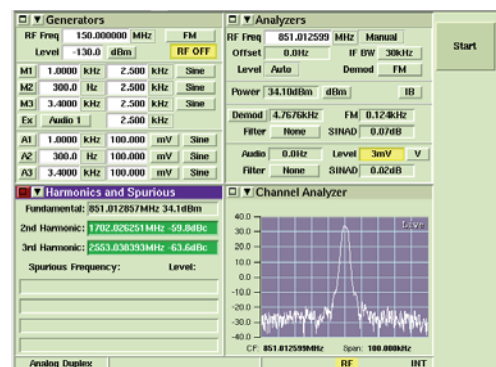 Generators
RF Freq 150.000000 MHz FM
Level -130.0 dBm RF OFF
M1 1.0000 kHz 2.500 kHz Sine
M2 300.0 Hz 2.500 kHz Sine
M3 3.4000 kHz 2.500 kHz Sine
Ex Audio 1 2.500 kHz
A1 1.0000 kHz 100.000 mV Sine
A2 300.0 Hz 100.000 mV Sine
A3 3.4000 kHz 100.000 mV Sine
Analyzers
RF Freq 851.012599 MHz Manual
Offset 0.0Hz IF BW 30kHz
Level Auto Demod FM
Power 34.10dBm dBm IB
Demod 4.7676kHz FM 0.124kHz
Filter None SINAD 0.07dB
Audio 0.0Hz Level 3mV V
Filter None SINAD 0.02dB
Start
Harmonics and Spurious
Fundamental: 851.012857MHz 34.1dBm
2nd Harmonic: 1702.026251MHz -59.0dBc
3rd Harmonic: 2553.038393MHz -63.6dBc
Spurious Frequency: Level:
Channel Analyzer
Live
40.0
30.0
20.0
10.0
0.0
-10.0
-20.0
-30.0
-40.0
CF: 851.012599MHz Span: 100.000kHz
Analog Duplex RF INT